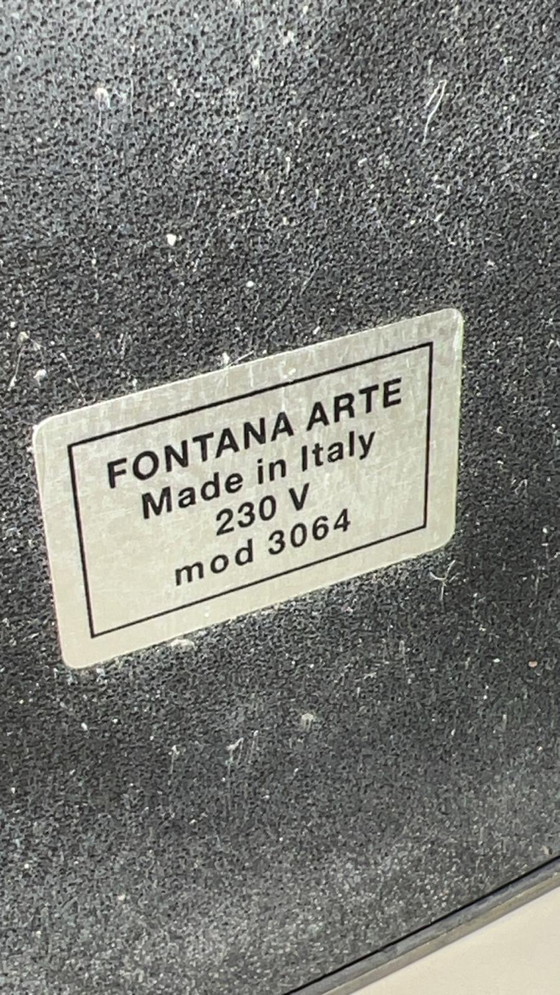 FONTANA ARTE
Made in Italy
230 V
mod 3064